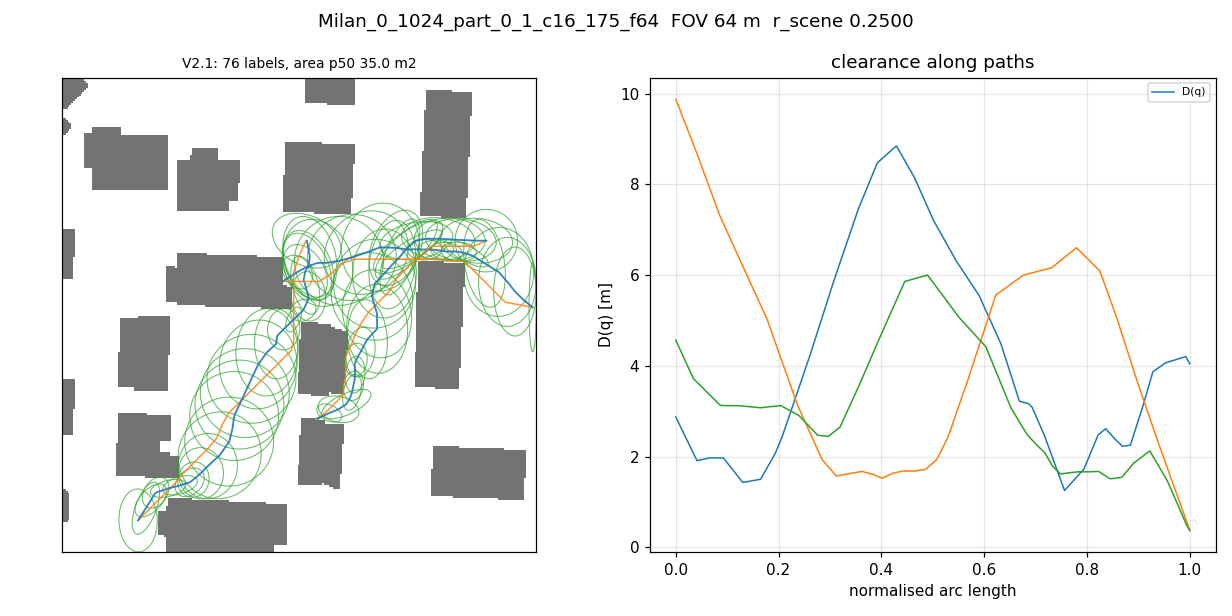 Milan_0_1024_part_0_1_c16_175_f64  FOV 64 m  r_scene 0.2500
V2.1: 76 labels, area p50 35.0 m2
clearance along paths
D(q)
10
8
6
4
2
0
D(q) [m]
0.0
0.2
0.4
0.6
0.8
1.0
normalised arc length